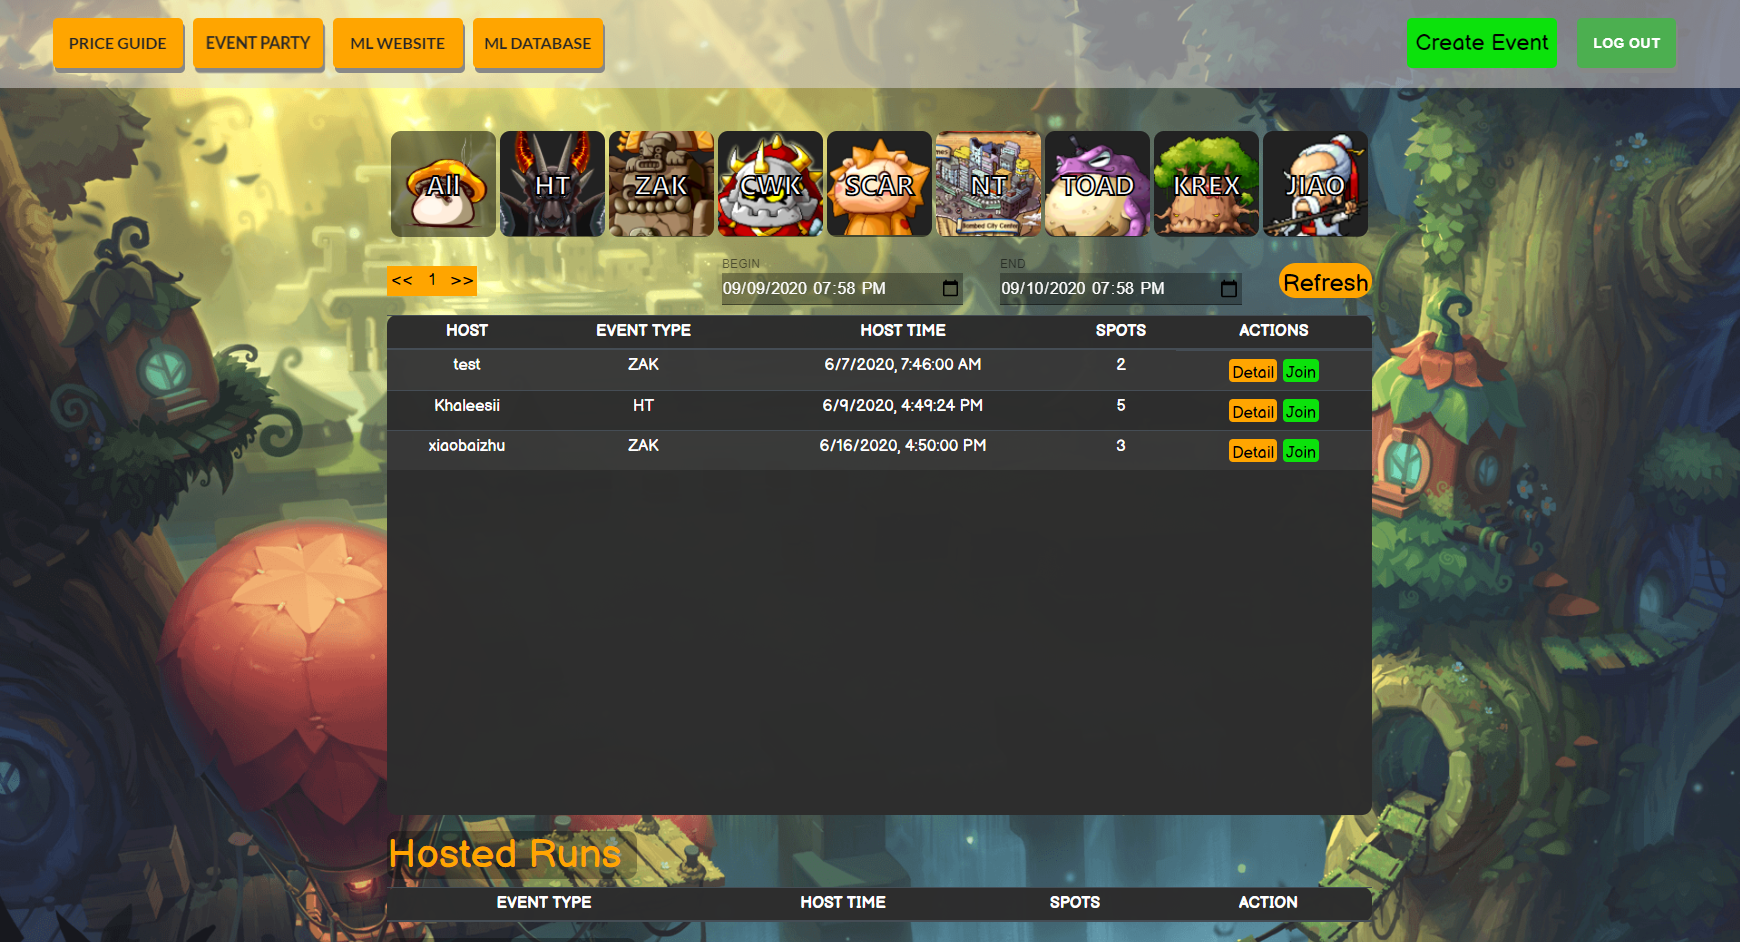 PRICE GUIDE EVENT PARTY ML WEBSITE ML DATABASE Create Event LOG OUT
All HT ZAK CWK SCAR NT TOAD KREX JIAO
Bombed City Center
BEGIN END
<< 1 >> 09/09/2020 07:58 PM 09/10/2020 07:58 PM Refresh
HOST EVENT TYPE HOST TIME SPOTS ACTIONS
test ZAK 6/7/2020, 7:46:00 AM 2 Detail Join
Khaleesii HT 6/9/2020, 4:49:24 PM 5 Detail Join
xiaobaizhu ZAK 6/16/2020, 4:50:00 PM 3 Detail Join
Hosted Runs
EVENT TYPE HOST TIME SPOTS ACTION